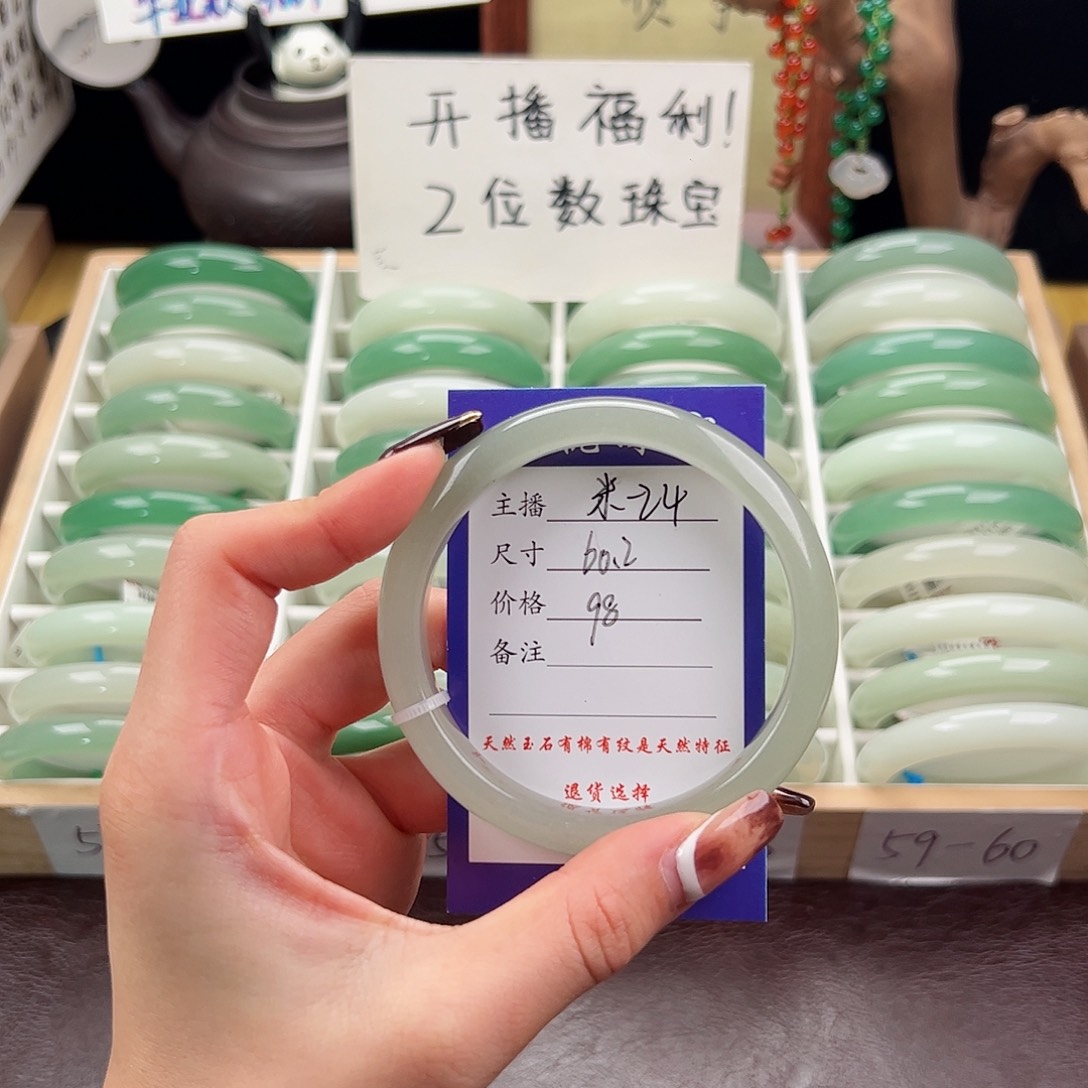 开播福利!
2位数珠宝
主播 米-24
尺寸 60.2
价格 98
备注
天然玉石有棉有纹是天然特征
退货选择
59-60